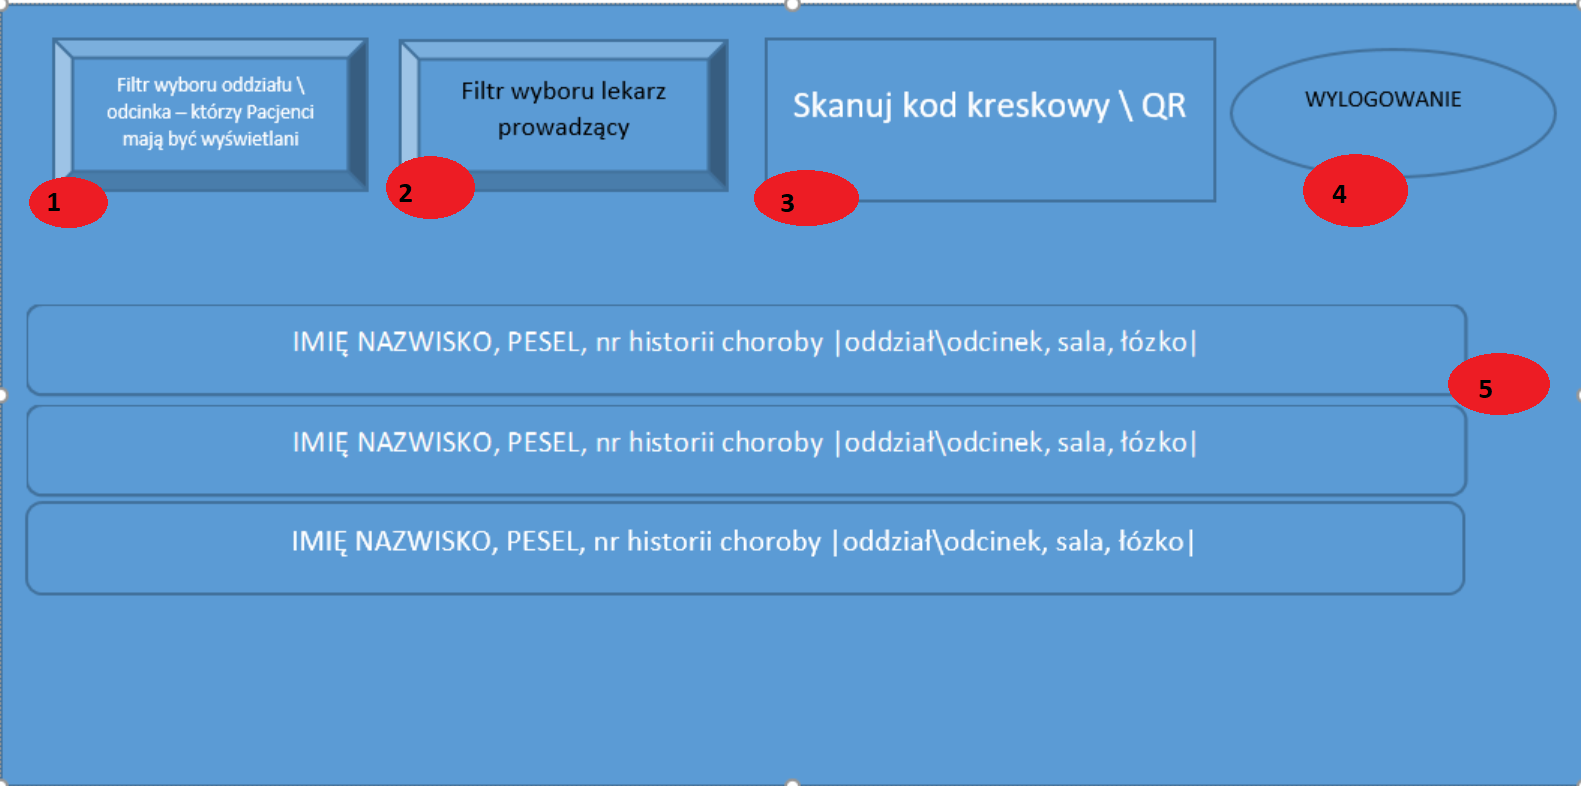 Filtr wyboru oddziału \
odcinka – którzy Pacjenci
mają być wyświetlani
1
Filtr wyboru lekarz
prowadzący
2
Skanuj kod kreskowy \ QR
3
WYLOGOWANIE
4
IMIĘ NAZWISKO, PESEL, nr historii choroby |oddział\odcinek, sala, łózko|
5
IMIĘ NAZWISKO, PESEL, nr historii choroby |oddział\odcinek, sala, łózko|
IMIĘ NAZWISKO, PESEL, nr historii choroby |oddział\odcinek, sala, łózko|